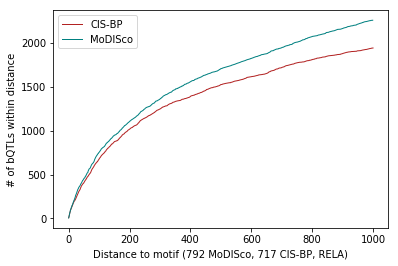 CIS-BP
MoDISco
# of bQTLs within distance
2000
1500
1000
500
0
0
200
400
600
800
1000
Distance to motif (792 MoDISco, 717 CIS-BP, RELA)